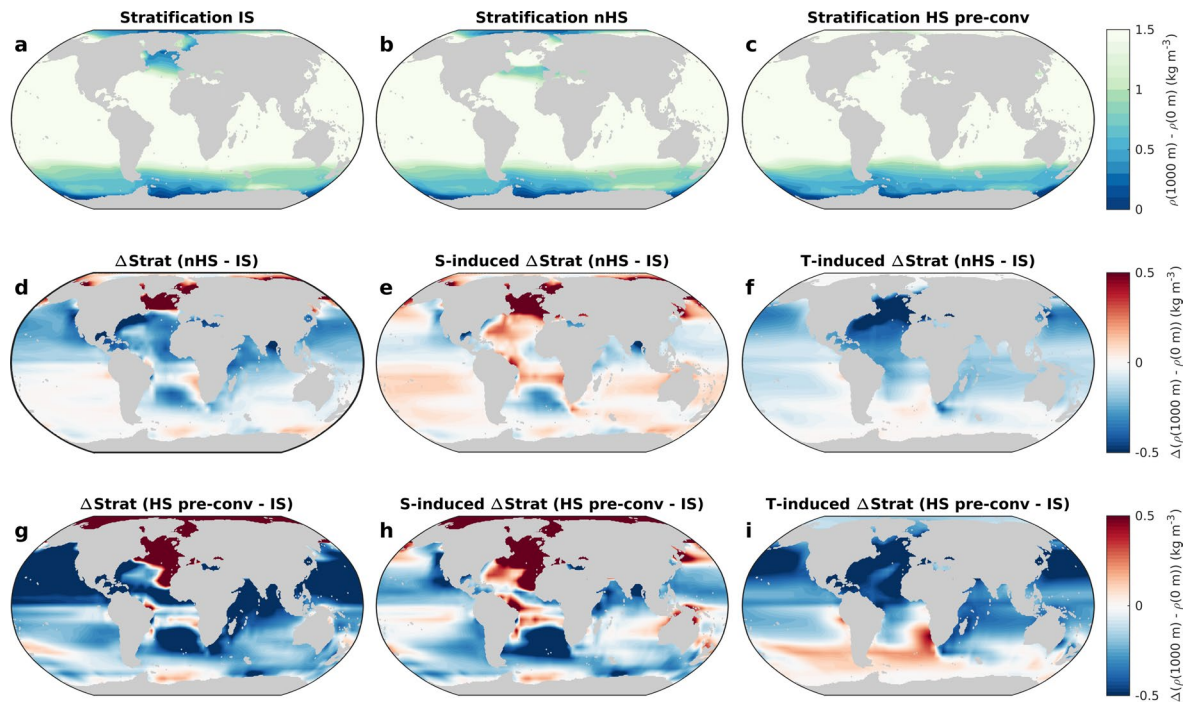 Stratification IS
Stratification nHS
Stratification HS pre-conv
a
b
c
1.5
1
0.5
0
ρ(1000 m) - ρ(0 m) (kg m-3)
ΔStrat (nHS - IS)
S-induced ΔStrat (nHS - IS)
T-induced ΔStrat (nHS - IS)
d
e
f
0.5
0
-0.5
Δ(ρ(1000 m) - ρ(0 m)) (kg m-3)
ΔStrat (HS pre-conv - IS)
S-induced ΔStrat (HS pre-conv - IS)
T-induced ΔStrat (HS pre-conv - IS)
g
h
i
0.5
0
-0.5
Δ(ρ(1000 m) - ρ(0 m)) (kg m-3)